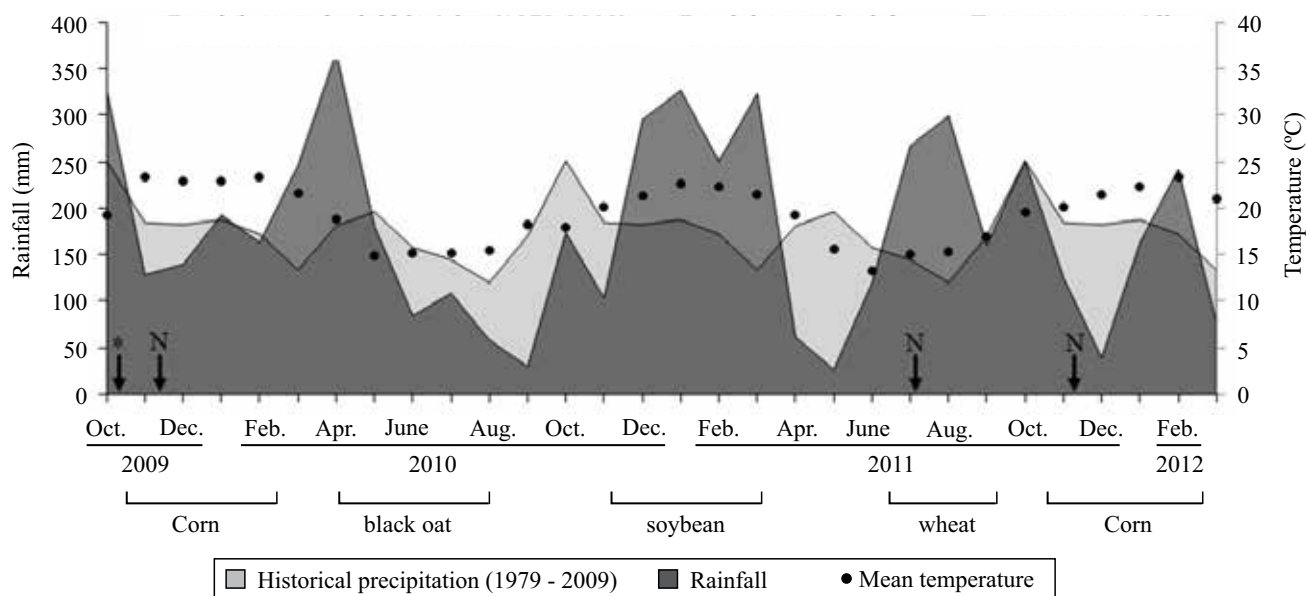 400
350
300
250
200
150
100
50
0
Rainfall (mm)
40
35
30
25
20
15
10
5
0
Temperature (ºC)
* N N N
Oct. Dec. Feb. Apr. June Aug. Oct. Dec. Feb. Apr. June Aug. Oct. Dec. Feb.
2009 2010 2011 2012
Corn black oat soybean wheat Corn
Historical precipitation (1979 - 2009) Rainfall Mean temperature